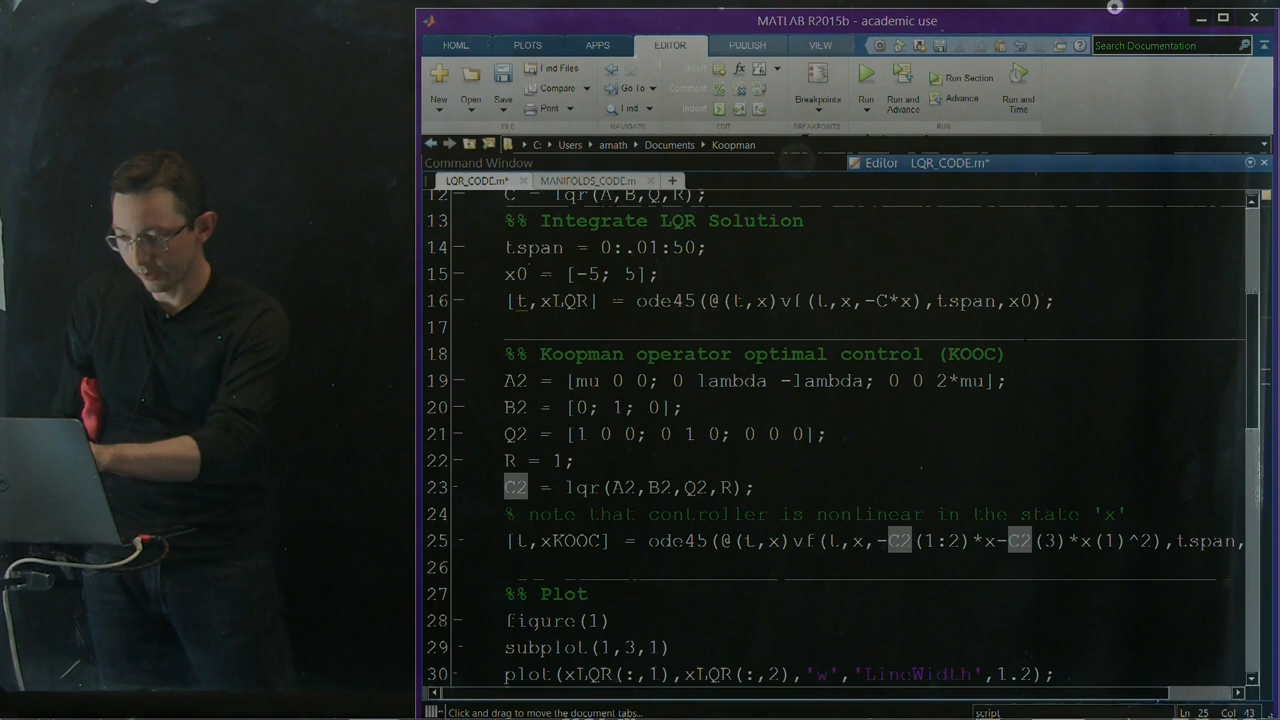 MATLAB R2015b - academic use
HOME PLOTS APPS EDITOR PUBLISH VIEW Search Documentation
New Open Save Find Files Compare Print Go To Find Insert Comment Indent Breakpoints Run Run and Advance Run Section Advance Run and Time
FILE NAVIGATE EDIT BREAKPOINTS RUN
C: Users amath Documents Koopman
Command Window Editor - LQR_CODE.m*
LQR_CODE.m* MANIFOLDS_CODE.m
12 C = lqr(A,B,Q,R);
13 %% Integrate LQR Solution
14 tspan = 0:.01:50;
15 x0 = [-5; 5];
16 [t,xLQR] = ode45(@(t,x)vf(t,x,-C*x),tspan,x0);
17
18 %% Koopman operator optimal control (KOOC)
19 A2 = [mu 0 0; 0 lambda -lambda; 0 0 2*mu];
20 B2 = [0; 1; 0];
21 Q2 = [1 0 0; 0 1 0; 0 0 0];
22 R = 1;
23 C2 = lqr(A2,B2,Q2,R);
24 % note that controller is nonlinear in the state 'x'
25 [t,xKOOC] = ode45(@(t,x)vf(t,x,-C2(1:2)*x-C2(3)*x(1)^2),tspan,
26
27 %% Plot
28 figure(1)
29 subplot(1,3,1)
30 plot(xLQR(:,1),xLQR(:,2),'w','LineWidth',1.2);
Click and drag to move the document tabs... script Ln 25 Col 43